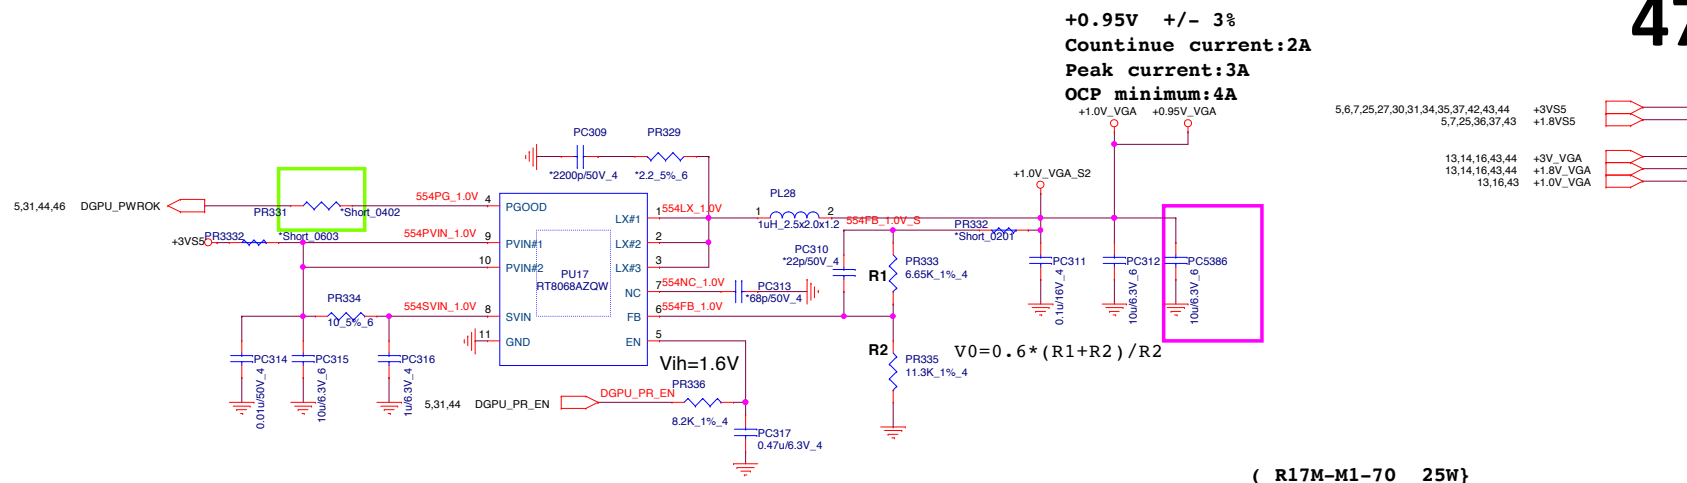 +0.95V +/- 3%
Countinue current:2A
Peak current:3A
OCP minimum:4A
47
+1.0V_VGA +0.95V_VGA
5,6,7,25,27,30,31,34,35,37,42,43,44 +3VS5
5,7,25,36,37,43 +1.8VS5
13,14,16,43,44 +3V_VGA
13,14,16,43,44 +1.8V_VGA
13,16,43 +1.0V_VGA
PC309 PR329
*2200p/50V_4 *2.2_5%_6
+1.0V_VGA_S2
5,31,44,46 DGPU_PWROK
PR331 *Short_0402
554PG_1.0V 4 PGOOD
+3VS5 PR3332 *Short_0603
554PVIN_1.0V 9 PVIN#1
10 PVIN#2
PU17
RT8068AZQW
LX#1 1 554LX_1.0V
LX#2 2
LX#3 3
NC 7 554NC_1.0V
FB 6 554FB_1.0V
EN 5
PL28
1 2
1uH_2.5x2.0x1.2
554FB_1.0V_S
PR332
*Short_0201
PC310
*22p/50V_4
R1
PR333
6.65K_1%_4
PC311
0.1u/16V_4
PC312
10u/6.3V_6
PC5386
10u/6.3V_6
PC313
*68p/50V_4
PR334
10_5%_6
554SVIN_1.0V 8 SVIN
11 GND
PC314
0.01u/50V_4
PC315
10u/6.3V_6
PC316
1u/6.3V_4
R2
PR335
11.3K_1%_4
V0=0.6*(R1+R2)/R2
Vih=1.6V
5,31,44 DGPU_PR_EN
DGPU_PR_EN
PR336
8.2K_1%_4
PC317
0.47u/6.3V_4
( R17M-M1-70 25W}